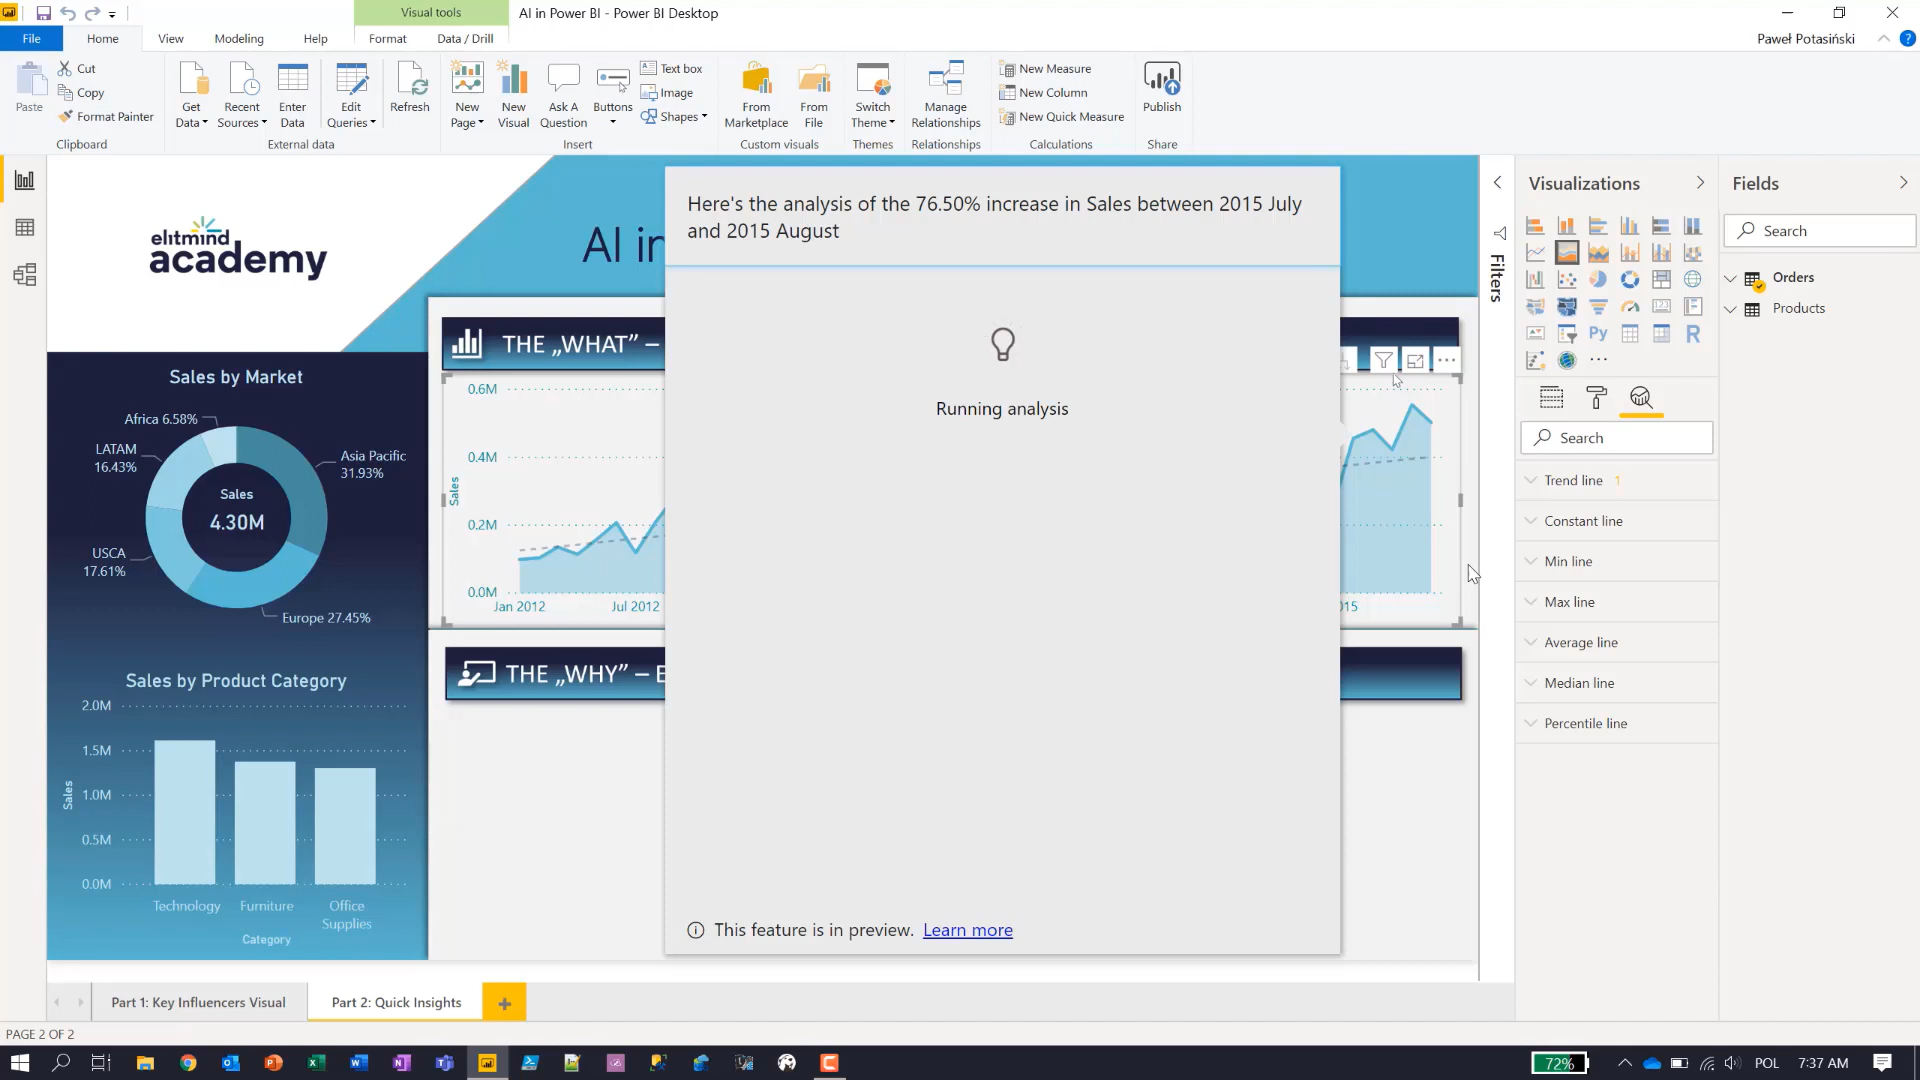 Visual tools
AI in Power BI - Power BI Desktop
File
Home
View
Modeling
Help
Format
Data / Drill
Paweł Potasiński
Paste
Cut
Copy
Format Painter
Clipboard
Get
Data
Recent
Sources
Enter
Data
Edit
Queries
External data
Refresh
New
Page
New
Visual
Ask A
Question
Buttons
Text box
Image
Shapes
Insert
From
Marketplace
From
File
Custom visuals
Switch
Theme
Themes
Manage
Relationships
Relationships
New Measure
New Column
New Quick Measure
Calculations
Publish
Share
elitmind
academy
AI in
Here's the analysis of the 76.50% increase in Sales between 2015 July
and 2015 August
Running analysis
This feature is in preview. Learn more
Sales by Market
Africa 6.58%
LATAM
16.43%
Asia Pacific
31.93%
Sales
4.30M
USCA
17.61%
Europe 27.45%
Sales by Product Category
2.0M
1.5M
1.0M
0.5M
0.0M
Sales
Technology
Furniture
Office
Supplies
Category
THE „WHAT” –
0.6M
0.4M
0.2M
0.0M
Sales
Jan 2012
Jul 2012
015
THE „WHY” – E
Filters
Visualizations
Py
R
Search
Trend line 1
Constant line
Min line
Max line
Average line
Median line
Percentile line
Fields
Search
Orders
Products
Part 1: Key Influencers Visual
Part 2: Quick Insights
PAGE 2 OF 2
72%
POL
7:37 AM